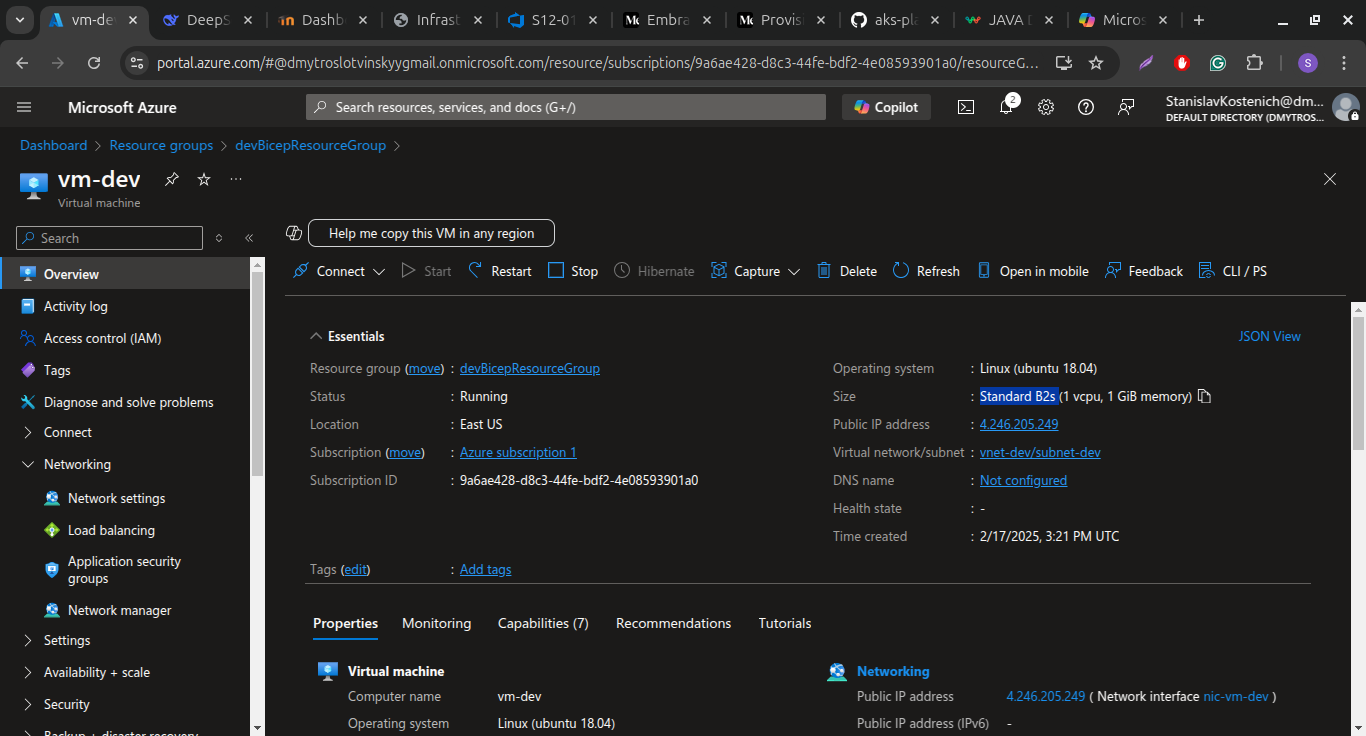 vm-de
DeepS
Dashb
Infrast
S12-01
Embra
Provisi
aks-pla
JAVA D
Micros
portal.azure.com/#@dmytroslotvinskyygmail.onmicrosoft.com/resource/subscriptions/9a6ae428-d8c3-44fe-bdf2-4e08593901a0/resourceG...
S
Microsoft Azure
Search resources, services, and docs (G+/)
Copilot
2
StanislavKostenich@dm...
DEFAULT DIRECTORY (DMYTROS...
Dashboard > Resource groups > devBicepResourceGroup >
vm-dev
Virtual machine
Search
Help me copy this VM in any region
Connect
Start
Restart
Stop
Hibernate
Capture
Delete
Refresh
Open in mobile
Feedback
CLI / PS
Overview
Activity log
Access control (IAM)
Tags
Diagnose and solve problems
Connect
Networking
Network settings
Load balancing
Application security
groups
Network manager
Settings
Availability + scale
Security
Backup + disaster recovery
Essentials
JSON View
Resource group (move) : devBicepResourceGroup
Status : Running
Location : East US
Subscription (move) : Azure subscription 1
Subscription ID : 9a6ae428-d8c3-44fe-bdf2-4e08593901a0
Operating system : Linux (ubuntu 18.04)
Size : Standard B2s (1 vcpu, 1 GiB memory)
Public IP address : 4.246.205.249
Virtual network/subnet : vnet-dev/subnet-dev
DNS name : Not configured
Health state : -
Time created : 2/17/2025, 3:21 PM UTC
Tags (edit) : Add tags
Properties
Monitoring
Capabilities (7)
Recommendations
Tutorials
Virtual machine
Computer name vm-dev
Operating system Linux (ubuntu 18.04)
Networking
Public IP address 4.246.205.249 ( Network interface nic-vm-dev )
Public IP address (IPv6) -